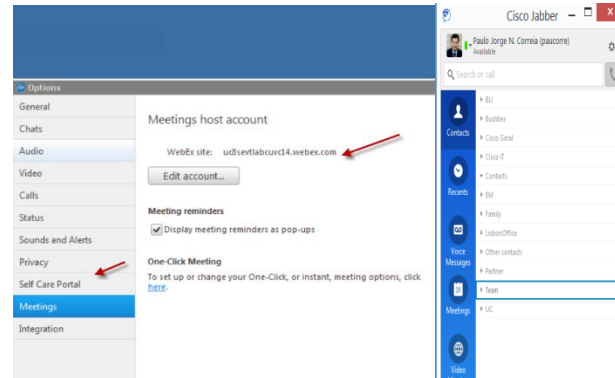 Options
General
Chats
Audio
Video
Calls
Status
Sounds and Alerts
Privacy
Self Care Portal
Meetings
Integration
Meetings host account
WebEx site: uc8sevtlabcuvc14.webex.com
Edit account...
Meeting reminders
Display meeting reminders as pop-ups
One-Click Meeting
To set up or change your One-Click, or instant, meeting options, click
here.
Cisco Jabber
Paulo Jorge N. Correia (paucorre)
Available
Search or call
Contacts
Recents
Voice
Messages
Meetings
Video
BU
Buddies
Cisco Geral
Cisco IT
Contacts
EM
Family
LisbonOffice
Other contacts
Partner
Team
UC